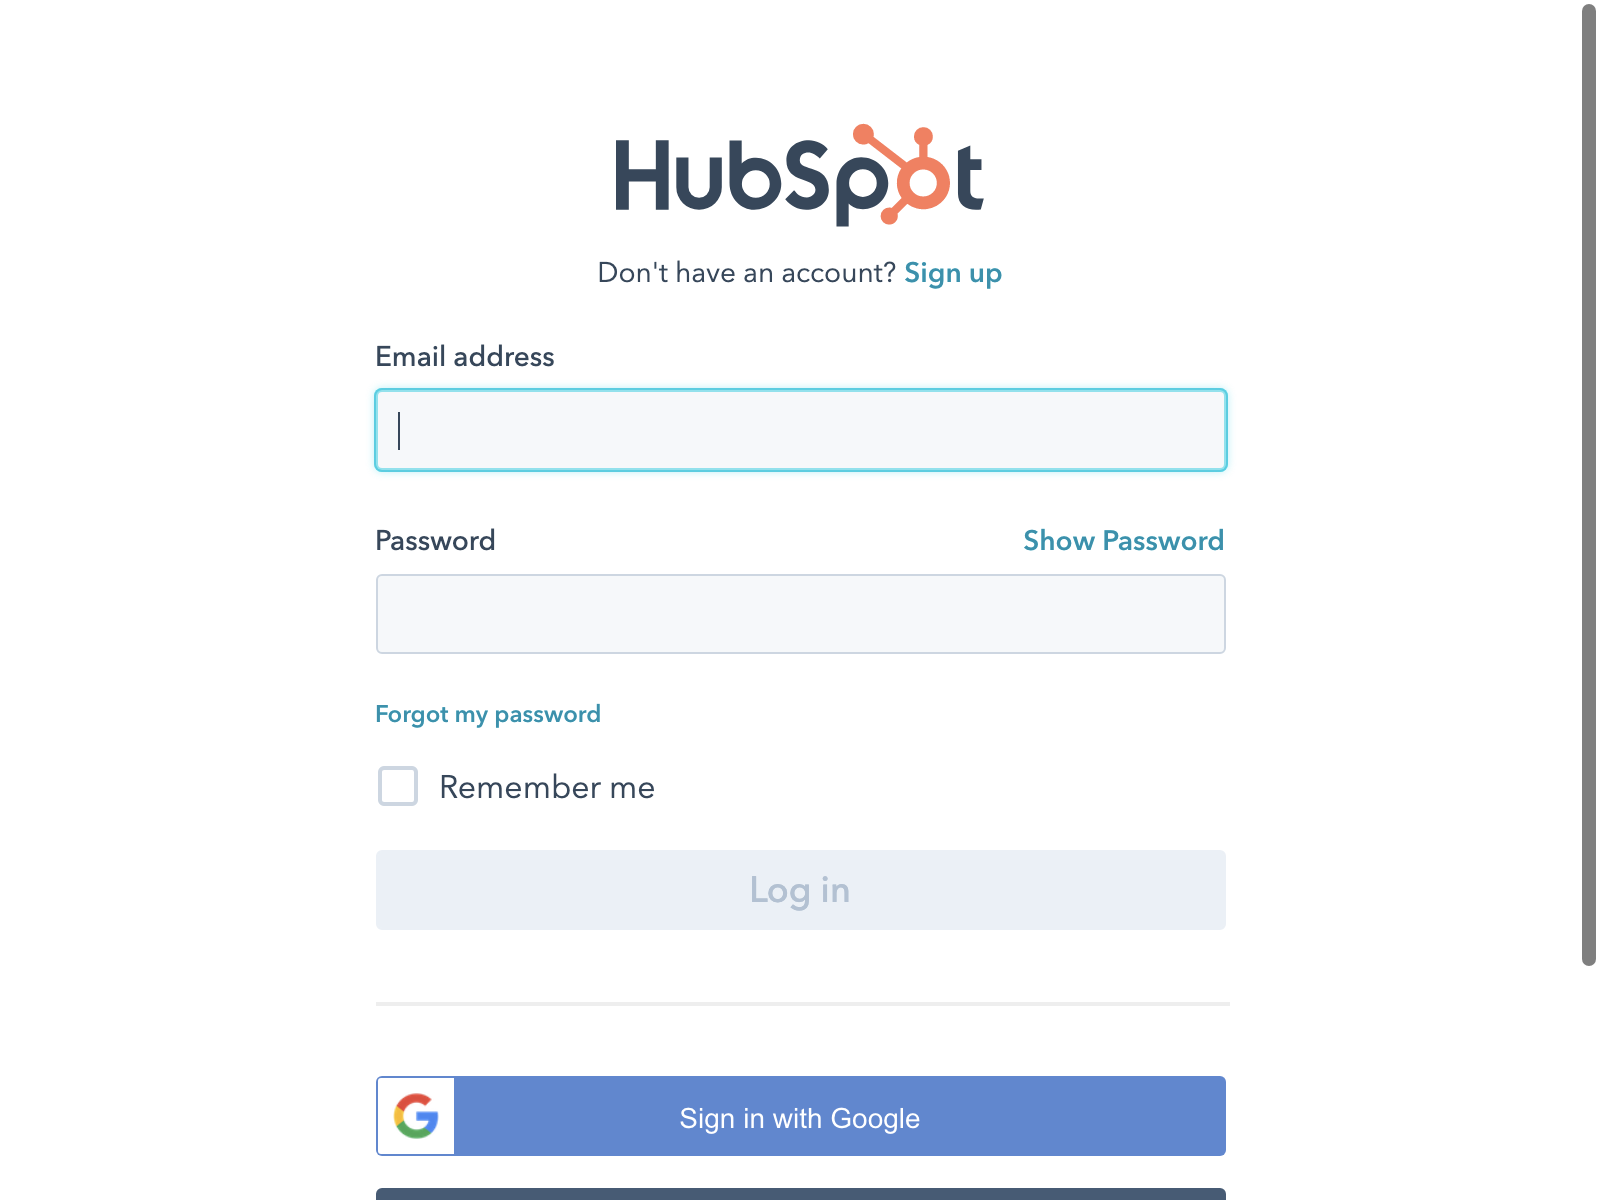 HubSpot
Don't have an account? Sign up
Email address
Password Show Password
Forgot my password
Remember me
Log in
Sign in with Google